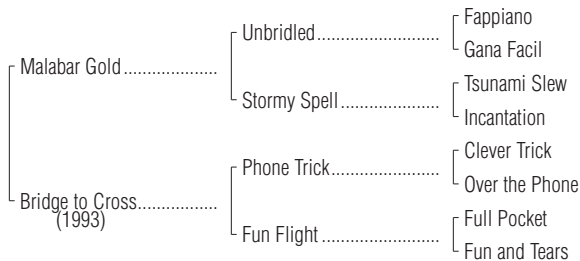 Fappiano
Unbridled
Gana Facil
Malabar Gold
Tsunami Slew
Stormy Spell
Incantation
Clever Trick
Phone Trick
Over the Phone
Bridge to Cross
(1993)
Full Pocket
Fun Flight
Fun and Tears